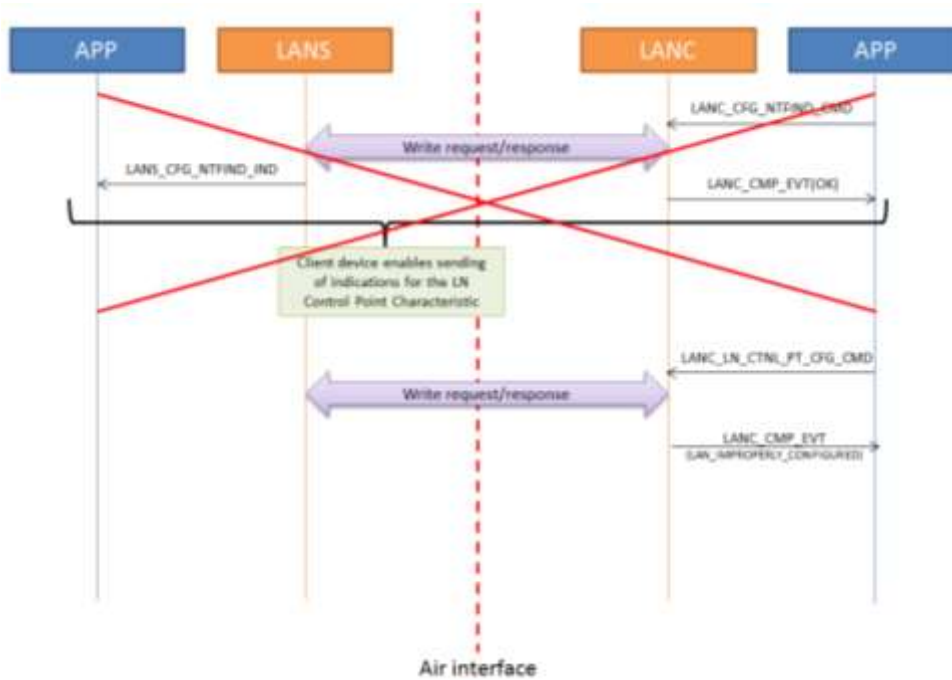 APP
LANS
LANC
APP
LANC_CFG_NTFIND_CMD
Write request/response
LANS_CFG_NTFIND_IND
LANC_CMP_EVT(OK)
Client device enables sending
of indications for the LN
Control Point Characteristic
LANC_LN_CTNL_PT_CFG_CMD
Write request/response
LANC_CMP_EVT
(LAN_IMPROPERLY_CONFIGURED)
Air interface